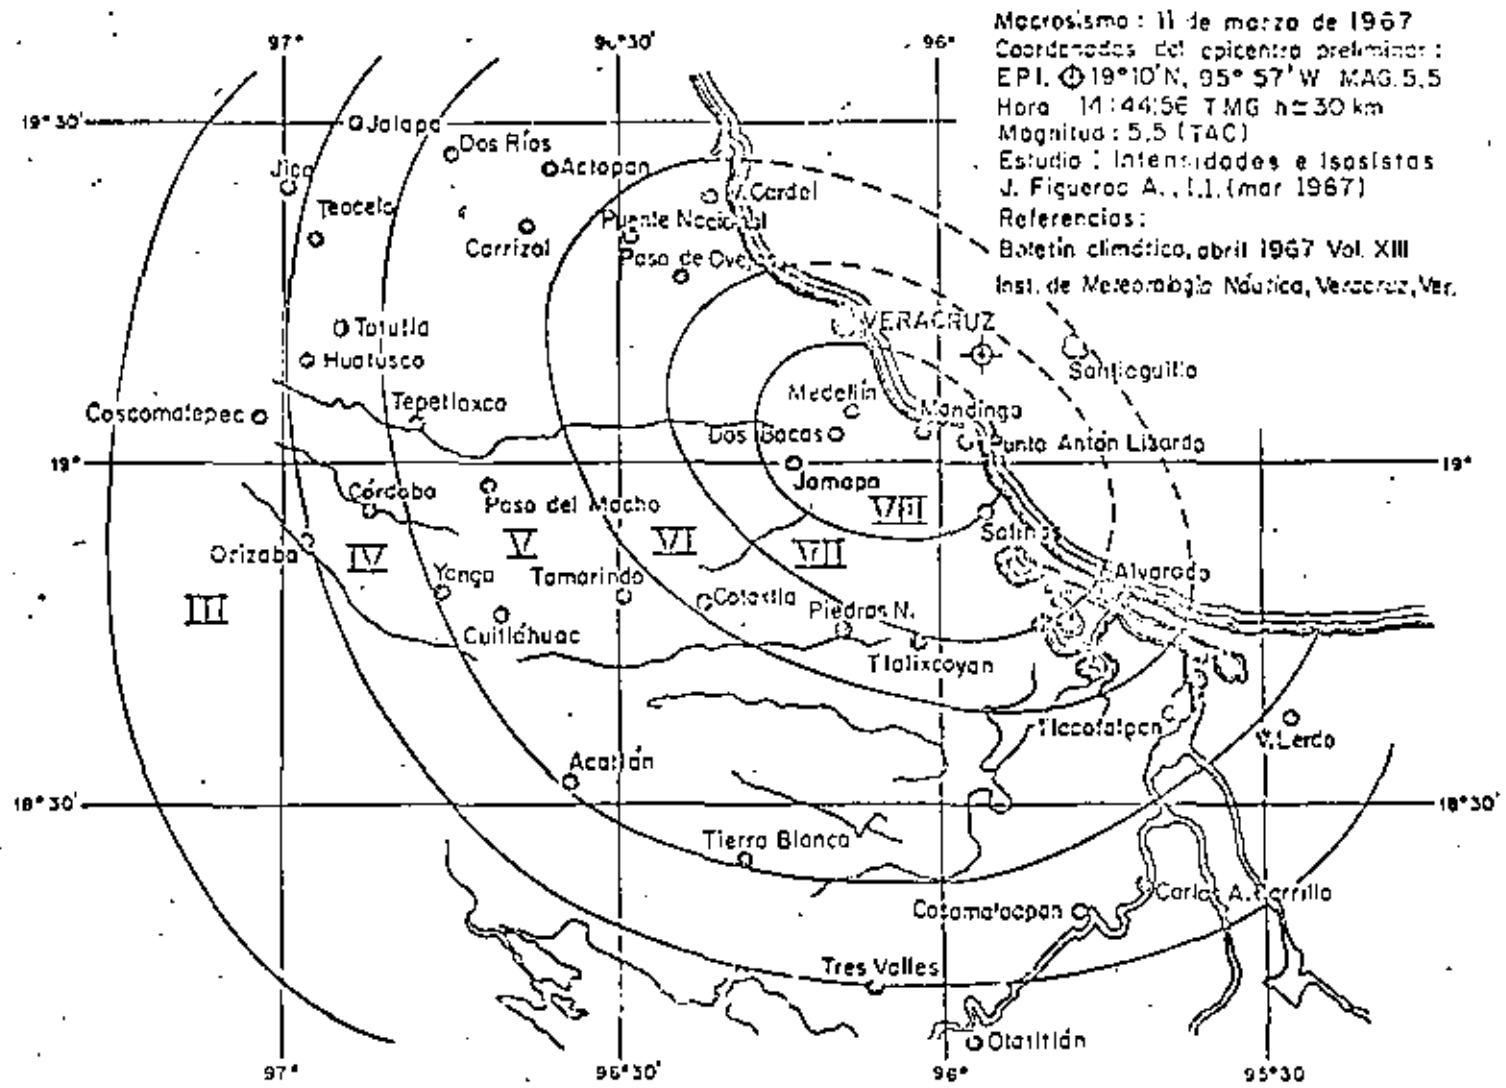 Macrosismo: 11 de marzo de 1967
Coordenadas del epicentro preliminar:
EPI. 19°10'N, 95° 57'W MAG. 5.5
Hora 14:44:56 TMG h≅30 km
Magnitud: 5.5 (TAC)
Estudio: Intensidades e Isosistas
J. Figueroa A., I.I. (mar 1967)
Referencias:
Boletín climático, abril 1967 Vol. XIII
Inst. de Meteorología Náutica, Veracruz, Ver.
97° 96°30' 96°
19°30'
Jalapa
Dos Ríos
Actopan
Jico
Teocelo
V. Cardel
Puente Nacional
Carrizal
Paso de Ovejas
Totutla
Huatusco
VERACRUZ
Santiaguillo
Coscomatepec
Tepetlaxco
Medellín
Mandinga
Dos Bocas
Punta Antón Lizardo
19° 19°
Jamapa
Córdoba
Paso del Macho
VIII
Salinas
Orizaba
IV
V
VI
VII
Yanga
Tamarindo
Alvarado
III
Cotaxtla
Piedras N.
Cuitláhuac
Tlalixcoyan
Tlacotalpan
V. Lerdo
Acatlán
18°30' 18°30'
Tierra Blanca
Cosamaloapan
Carlos A. Carrillo
Tres Valles
Otatitlán
97° 96°30' 96° 95°30